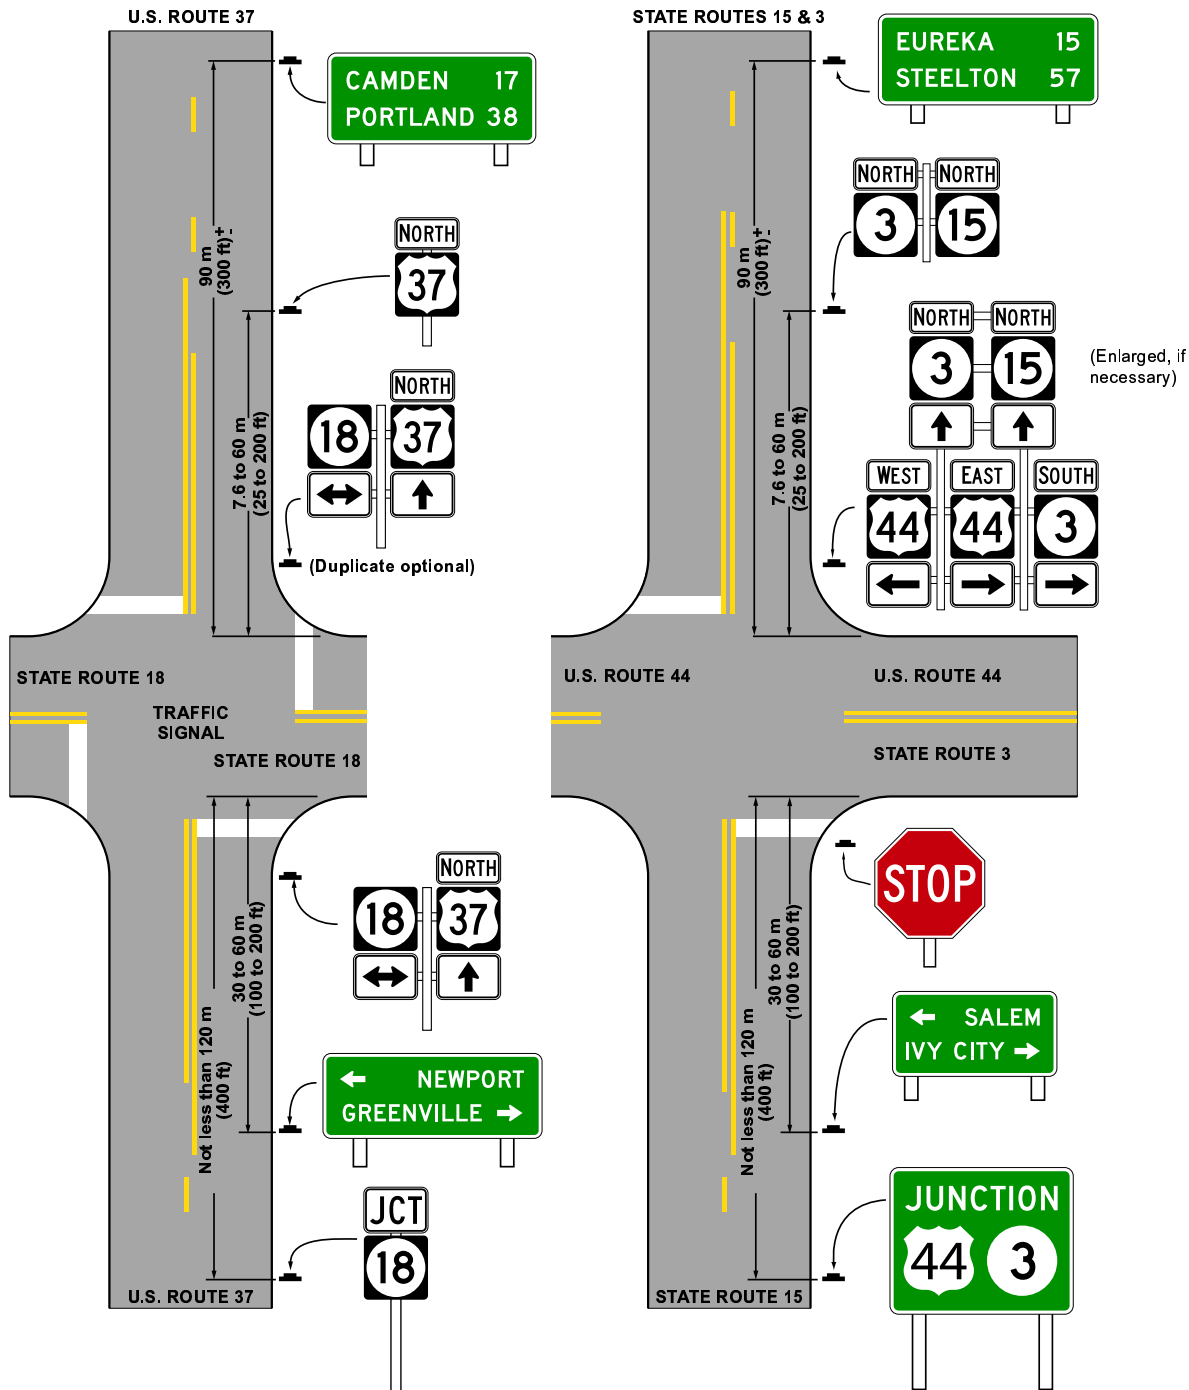 U.S. ROUTE 37
CAMDEN 17
PORTLAND 38
90 m
(300 ft) ±
NORTH
37
7.6 to 60 m
(25 to 200 ft)
NORTH
18 37
(Duplicate optional)
STATE ROUTE 18
TRAFFIC
SIGNAL
STATE ROUTE 18
NORTH
18 37
30 to 60 m
(100 to 200 ft)
Not less than 120 m
(400 ft)
NEWPORT
GREENVILLE
JCT
18
U.S. ROUTE 37
STATE ROUTES 15 & 3
EUREKA 15
STEELTON 57
90 m
(300 ft) ±
NORTH NORTH
3 15
7.6 to 60 m
(25 to 200 ft)
NORTH NORTH
3 15
(Enlarged, if
necessary)
WEST EAST SOUTH
44 44 3
U.S. ROUTE 44
U.S. ROUTE 44
STATE ROUTE 3
STOP
30 to 60 m
(100 to 200 ft)
Not less than 120 m
(400 ft)
SALEM
IVY CITY
JUNCTION
44 3
STATE ROUTE 15